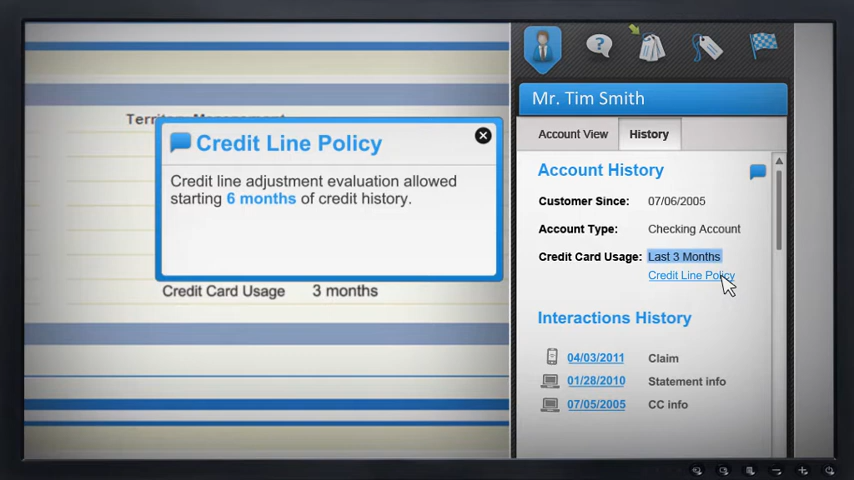 Mr. Tim Smith
Account View
History
Territory Management
Credit Line Policy
Credit line adjustment evaluation allowed
starting 6 months of credit history.
Credit Card Usage 3 months
Account History
Customer Since: 07/06/2005
Account Type: Checking Account
Credit Card Usage: Last 3 Months
Credit Line Policy
Interactions History
04/03/2011 Claim
01/28/2010 Statement info
07/05/2005 CC info